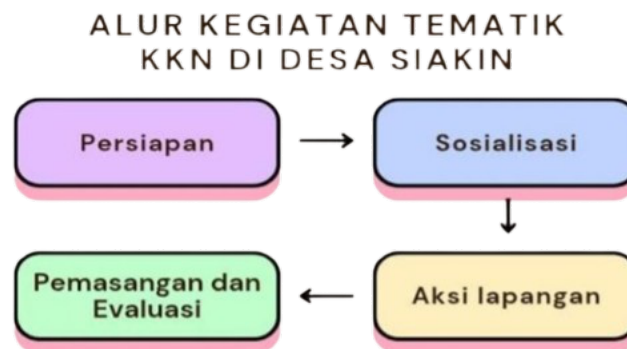 ALUR KEGIATAN TEMATIK
KKN DI DESA SIAKIN
Persiapan
Sosialisasi
Aksi lapangan
Pemasangan dan
Evaluasi